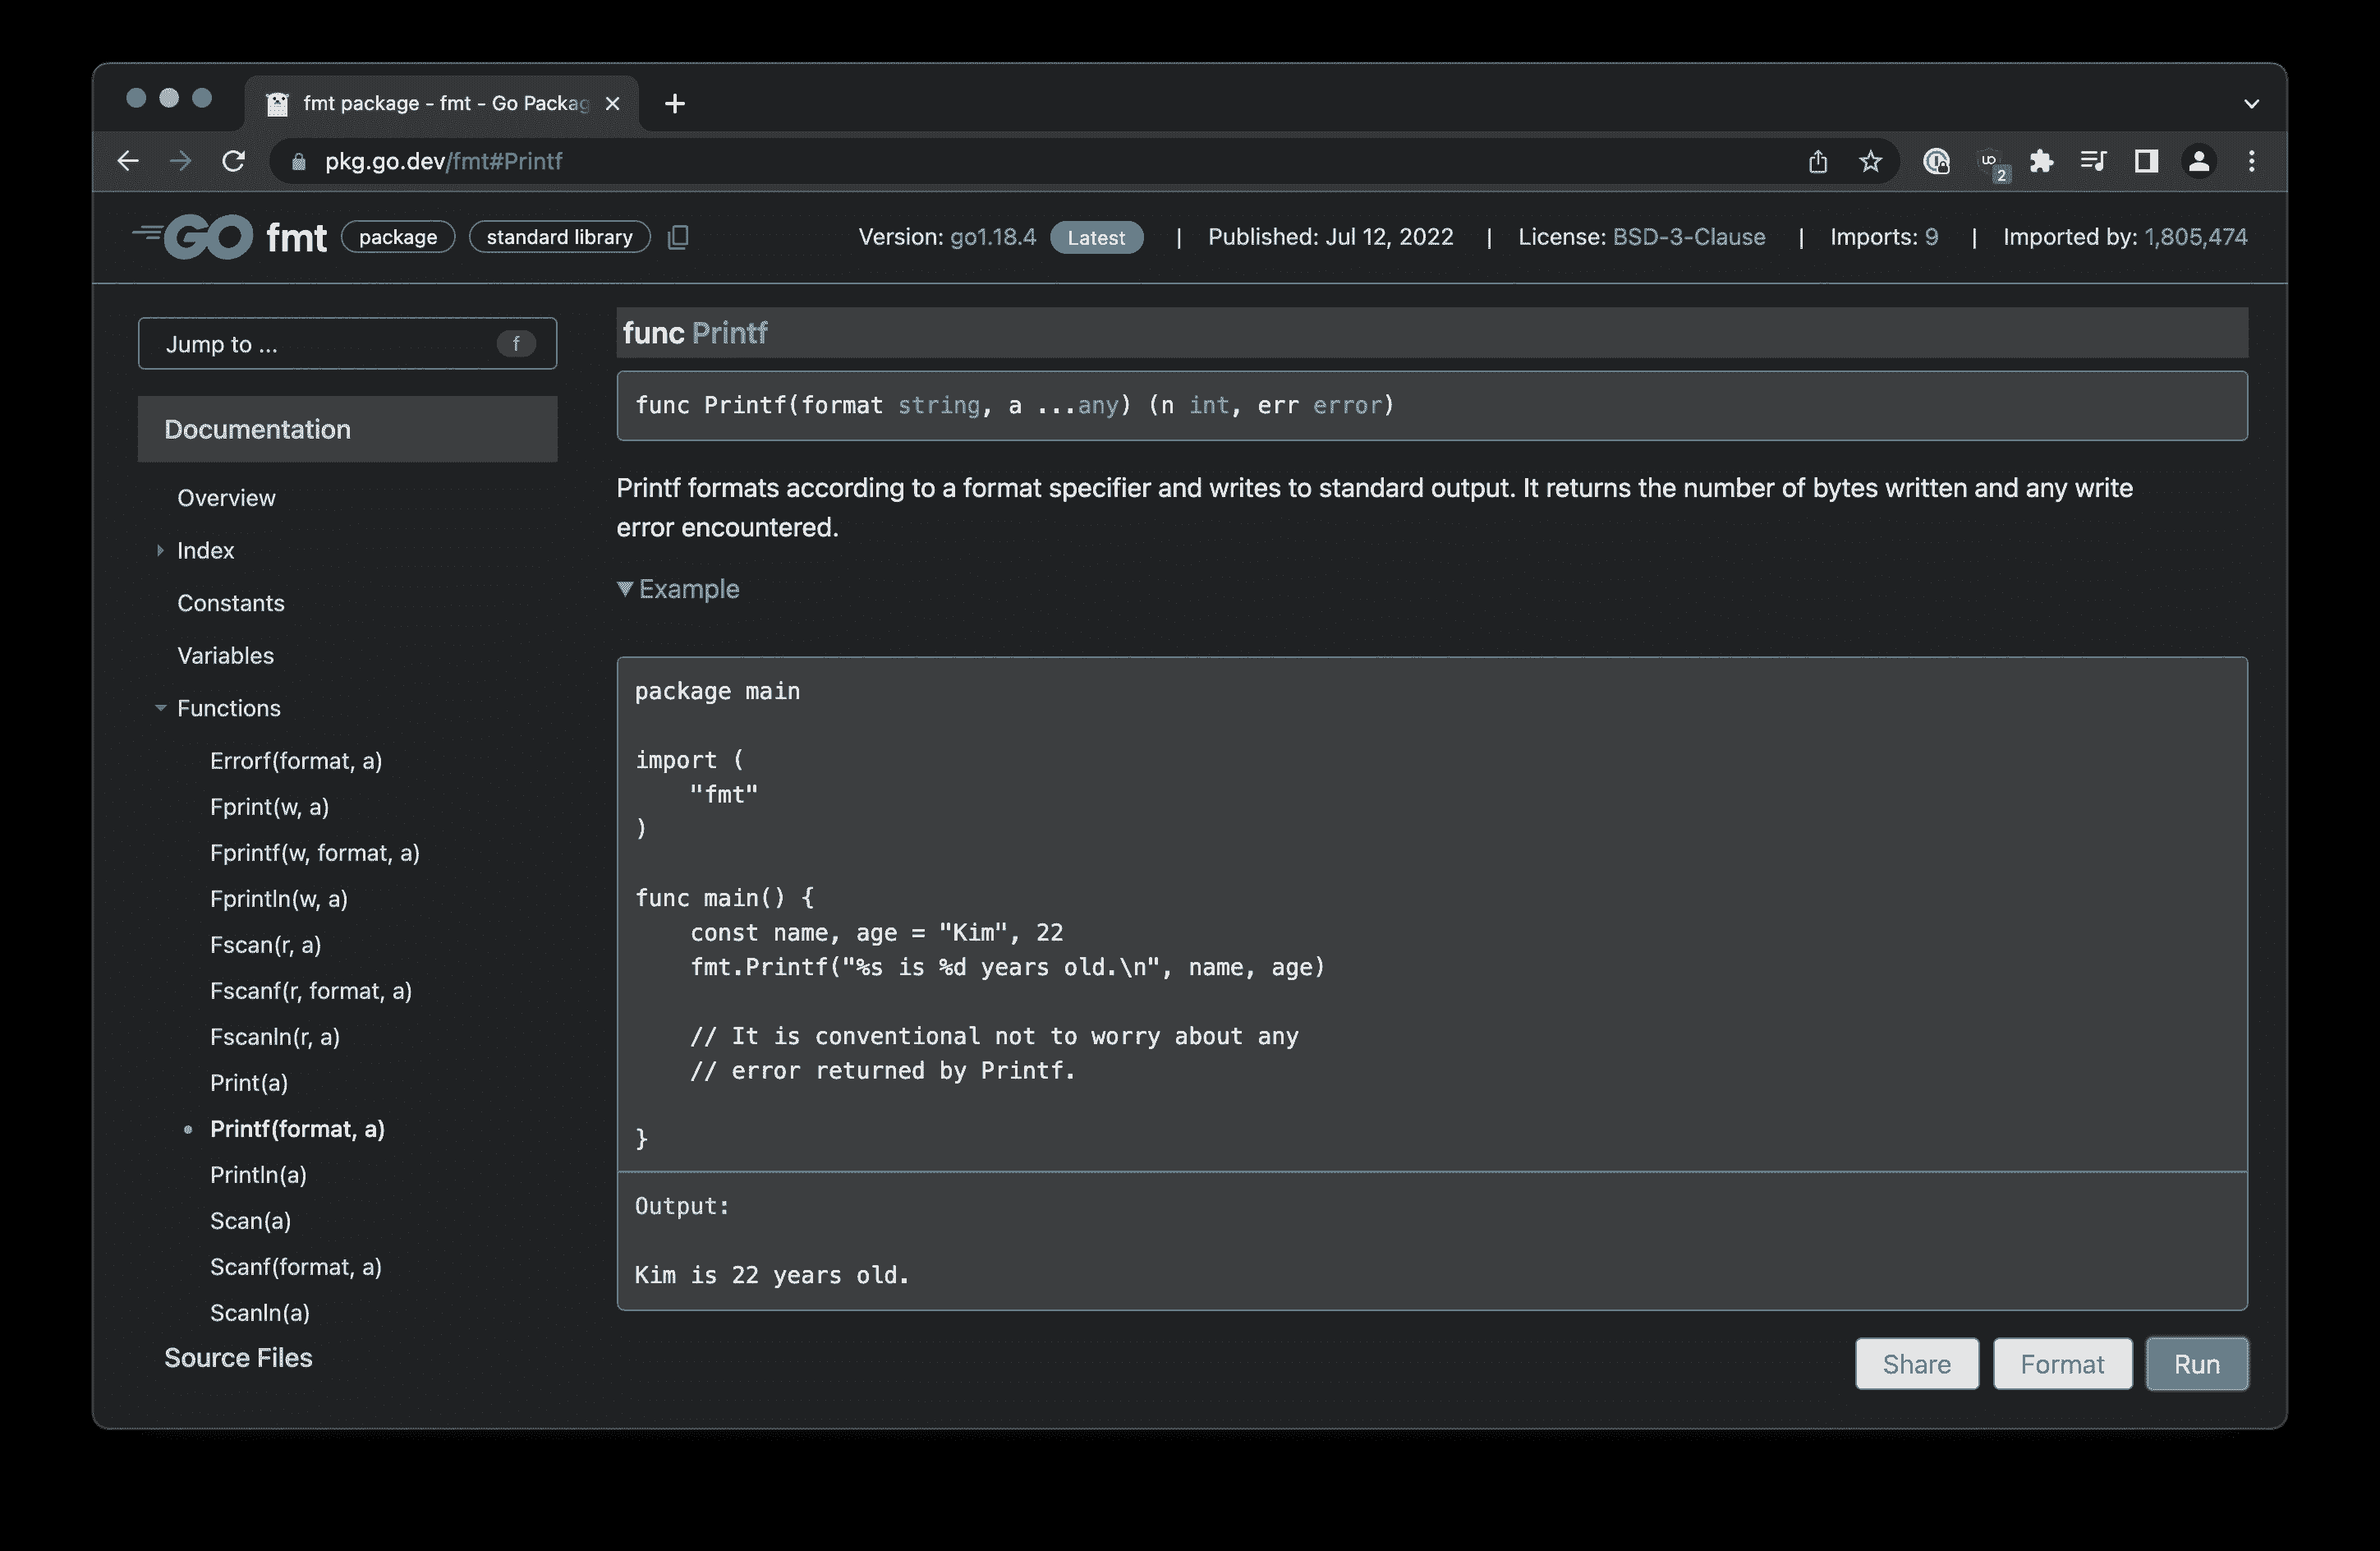 fmt package - fmt - Go Packag
pkg.go.dev/fmt#Printf
2
GO fmt package standard library Version: go1.18.4 Latest | Published: Jul 12, 2022 | License: BSD-3-Clause | Imports: 9 | Imported by: 1,805,474
Jump to ... f
Documentation
Overview
Index
Constants
Variables
Functions
Errorf(format, a)
Fprint(w, a)
Fprintf(w, format, a)
Fprintln(w, a)
Fscan(r, a)
Fscanf(r, format, a)
Fscanln(r, a)
Print(a)
Printf(format, a)
Println(a)
Scan(a)
Scanf(format, a)
Scanln(a)
Source Files
func Printf
func Printf(format string, a ...any) (n int, err error)
Printf formats according to a format specifier and writes to standard output. It returns the number of bytes written and any write
error encountered.
Example
package main
import (
"fmt"
)
func main() {
const name, age = "Kim", 22
fmt.Printf("%s is %d years old.\n", name, age)
// It is conventional not to worry about any
// error returned by Printf.
}
Output:
Kim is 22 years old.
Share Format Run